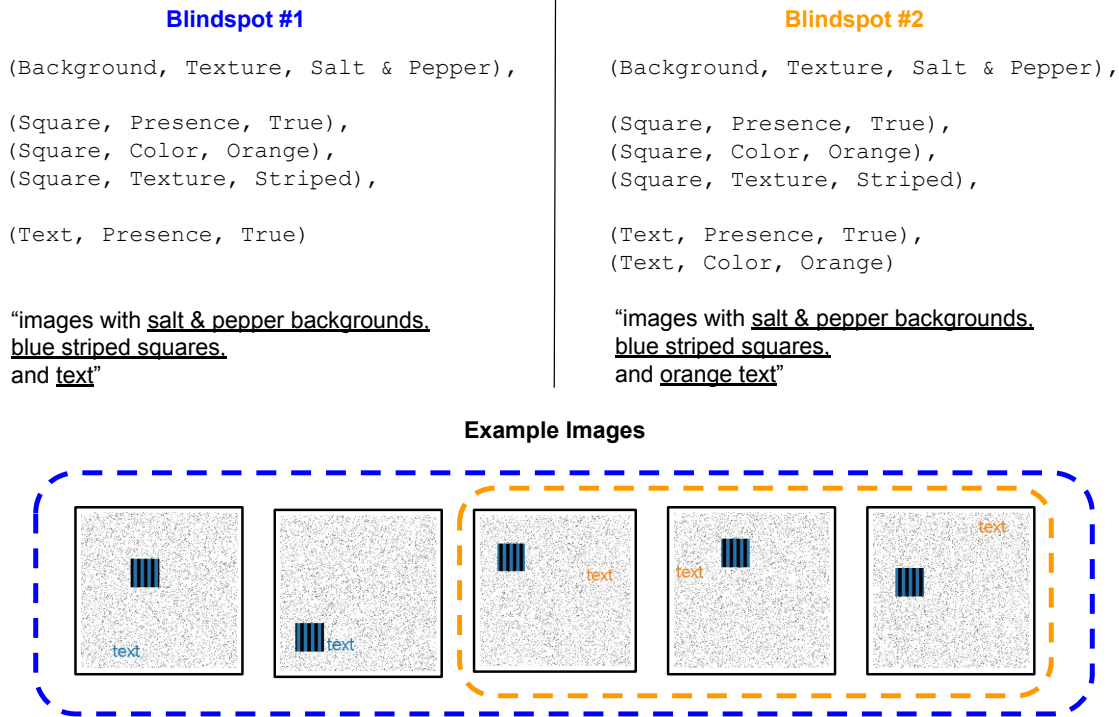 Blindspot #1
(Background, Texture, Salt & Pepper),
(Square, Presence, True),
(Square, Color, Orange),
(Square, Texture, Striped),
(Text, Presence, True)
“images with salt & pepper backgrounds,
blue striped squares,
and text”
Blindspot #2
(Background, Texture, Salt & Pepper),
(Square, Presence, True),
(Square, Color, Orange),
(Square, Texture, Striped),
(Text, Presence, True),
(Text, Color, Orange)
“images with salt & pepper backgrounds,
blue striped squares,
and orange text”
Example Images
text
text
text
text
text